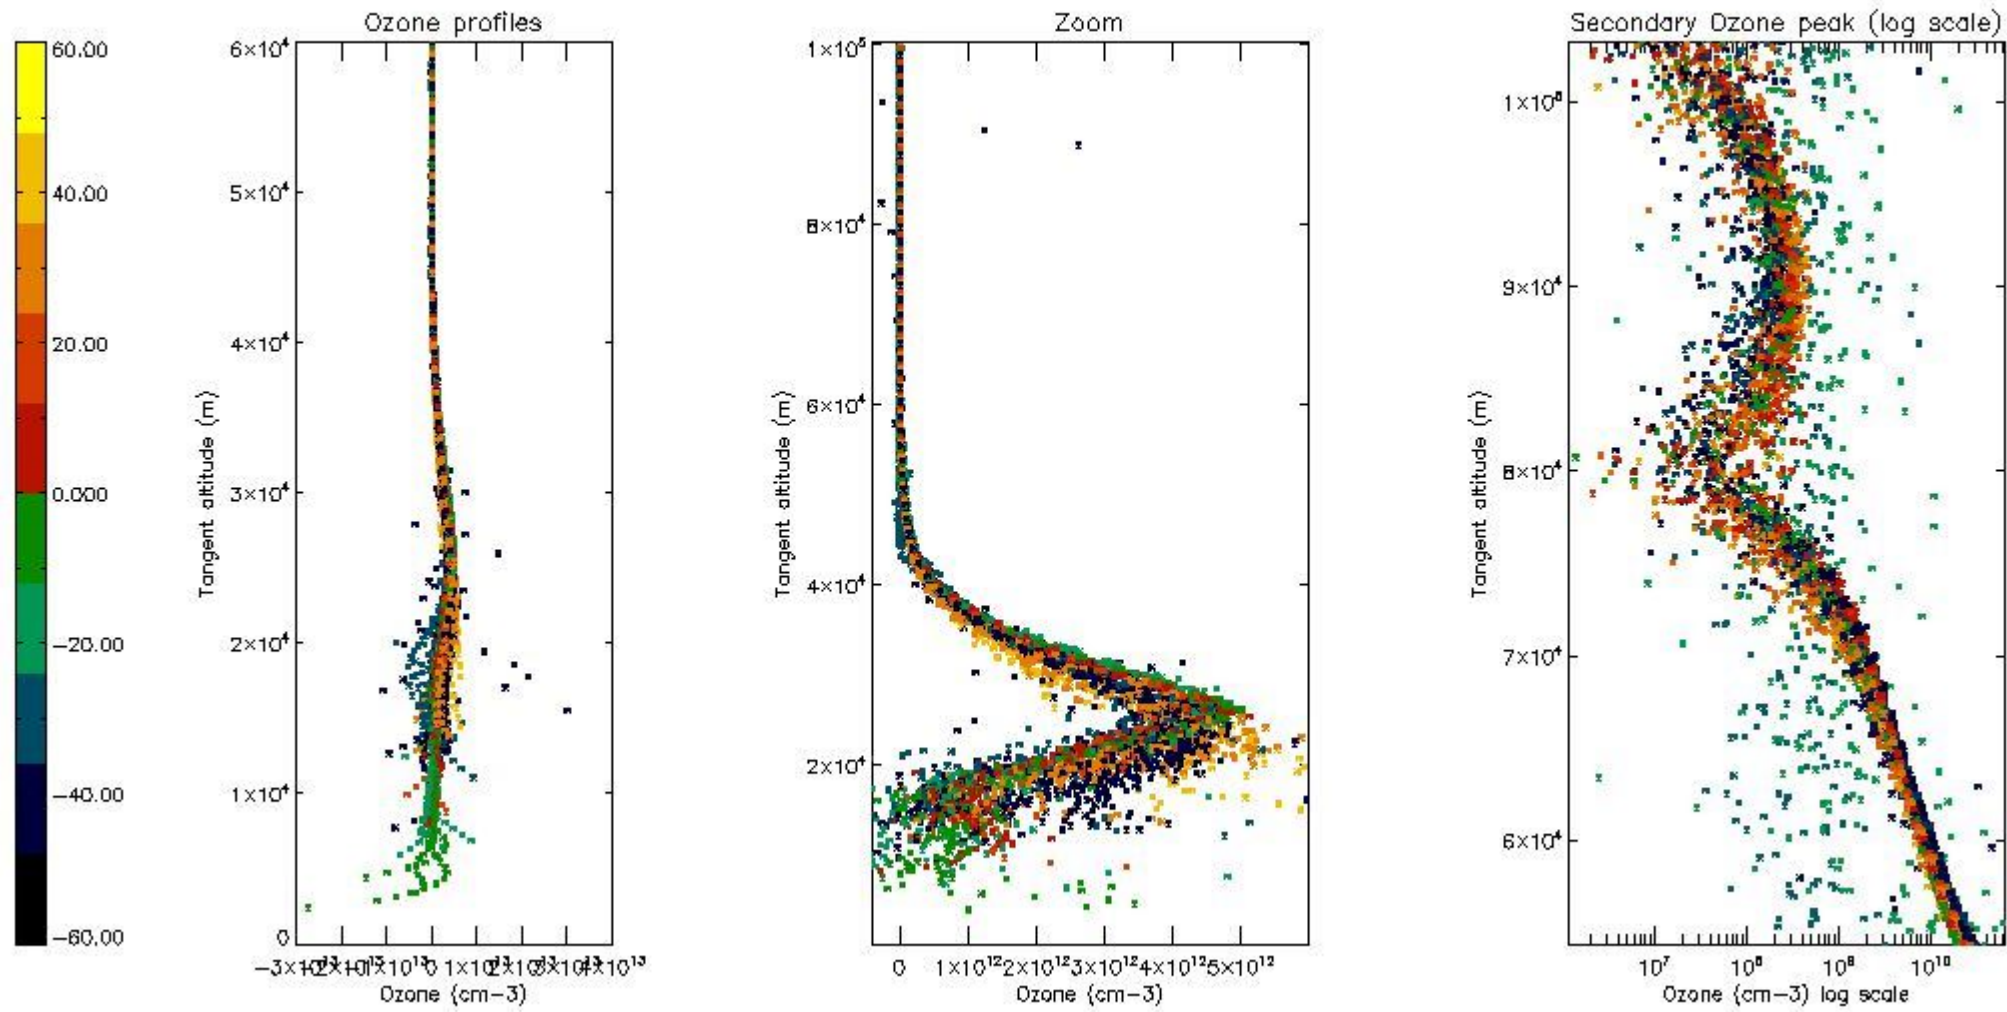 Ozone profiles
Zoom
Secondary Ozone peak (log scale)
60.00
40.00
20.00
0.000
−20.00
−40.00
−60.00
6×10⁴
5×10⁴
4×10⁴
3×10⁴
2×10⁴
1×10⁴
0
Tangent altitude (m)
0
Ozone (cm−3)
1×10⁵
8×10⁴
6×10⁴
4×10⁴
2×10⁴
Tangent altitude (m)
0 1×10¹² 2×10¹² 3×10¹² 4×10¹² 5×10¹²
Ozone (cm−3)
9×10⁴
8×10⁴
7×10⁴
6×10⁴
Tangent altitude (m)
10⁷ 10⁸ 10⁹ 10¹⁰
Ozone (cm−3) log scale